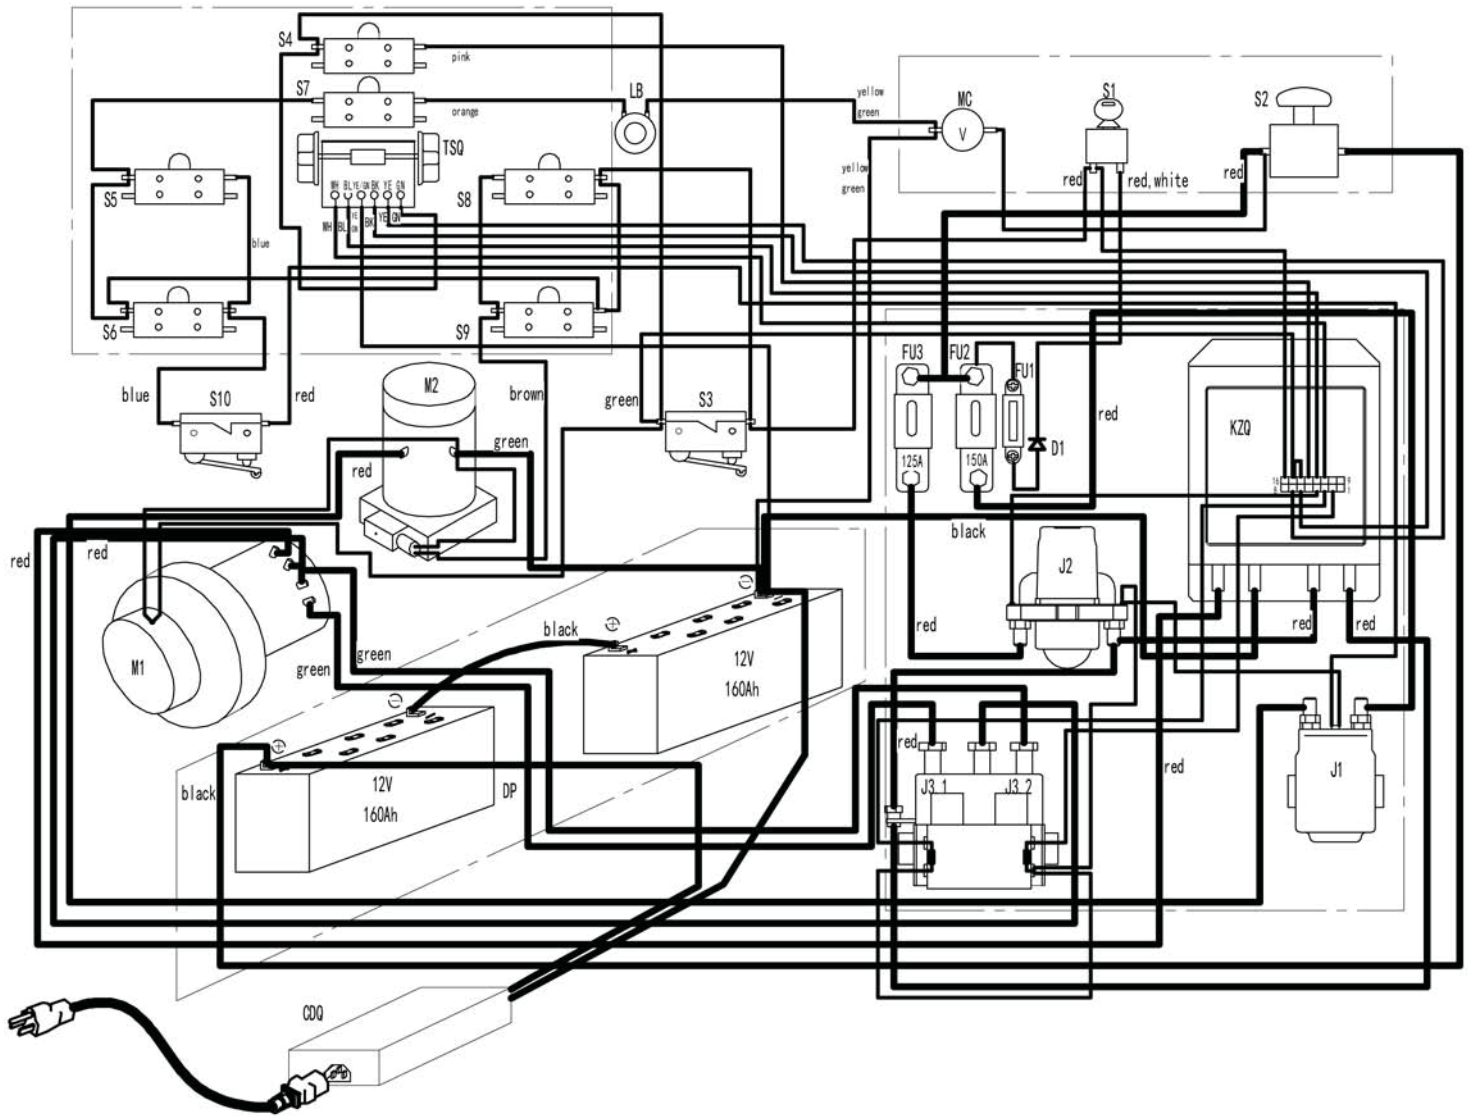 S4
pink
S7
orange
LB
yellow
green
MC
V
S1
S2
TSQ
WH BL YE/GN BK YE GN
WH BL YE GN BK YE GN
S5
S8
yellow
green
red
red,white
red
blue
S6
S9
blue
S10
red
M2
brown
green
S3
FU3
FU2
FU1
red
KZQ
green
red
125A
150A
D1
16
9
8
1
black
red
red
J2
M1
green
green
black
12V
160Ah
red
red
red
red
red
J1
black
12V
160Ah
DP
J3_1
J3_2
CDQ